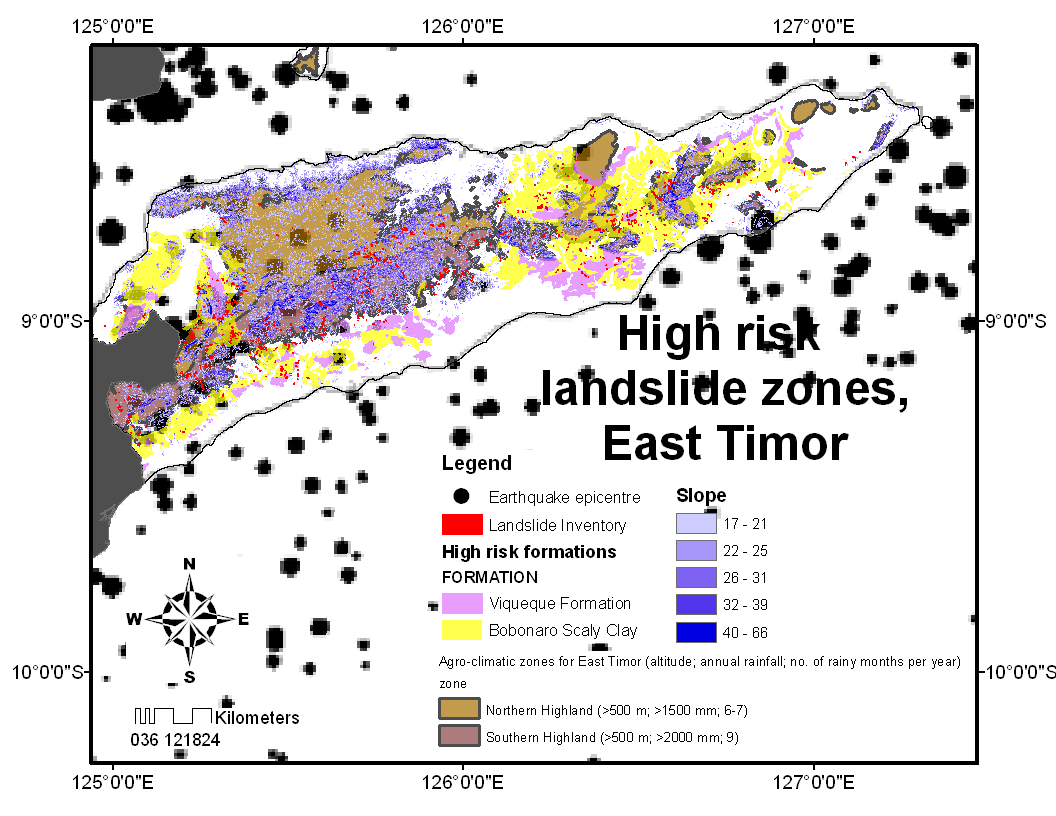 125°0'0"E 126°0'0"E 127°0'0"E
9°0'0"S 9°0'0"S
High risk
landslide zones,
East Timor
Legend
Earthquake epicentre
Landslide Inventory
High risk formations
FORMATION
Viqueque Formation
Bobonaro Scaly Clay
Slope
17 - 21
22 - 25
26 - 31
32 - 39
40 - 66
Agro-climatic zones for East Timor (altitude; annual rainfall; no. of rainy months per year)
zone
Northern Highland (>500 m; >1500 mm; 6-7)
Southern Highland (>500 m; >2000 mm; 9)
N
W E
S
10°0'0"S 10°0'0"S
Kilometers
036 121824
125°0'0"E 126°0'0"E 127°0'0"E